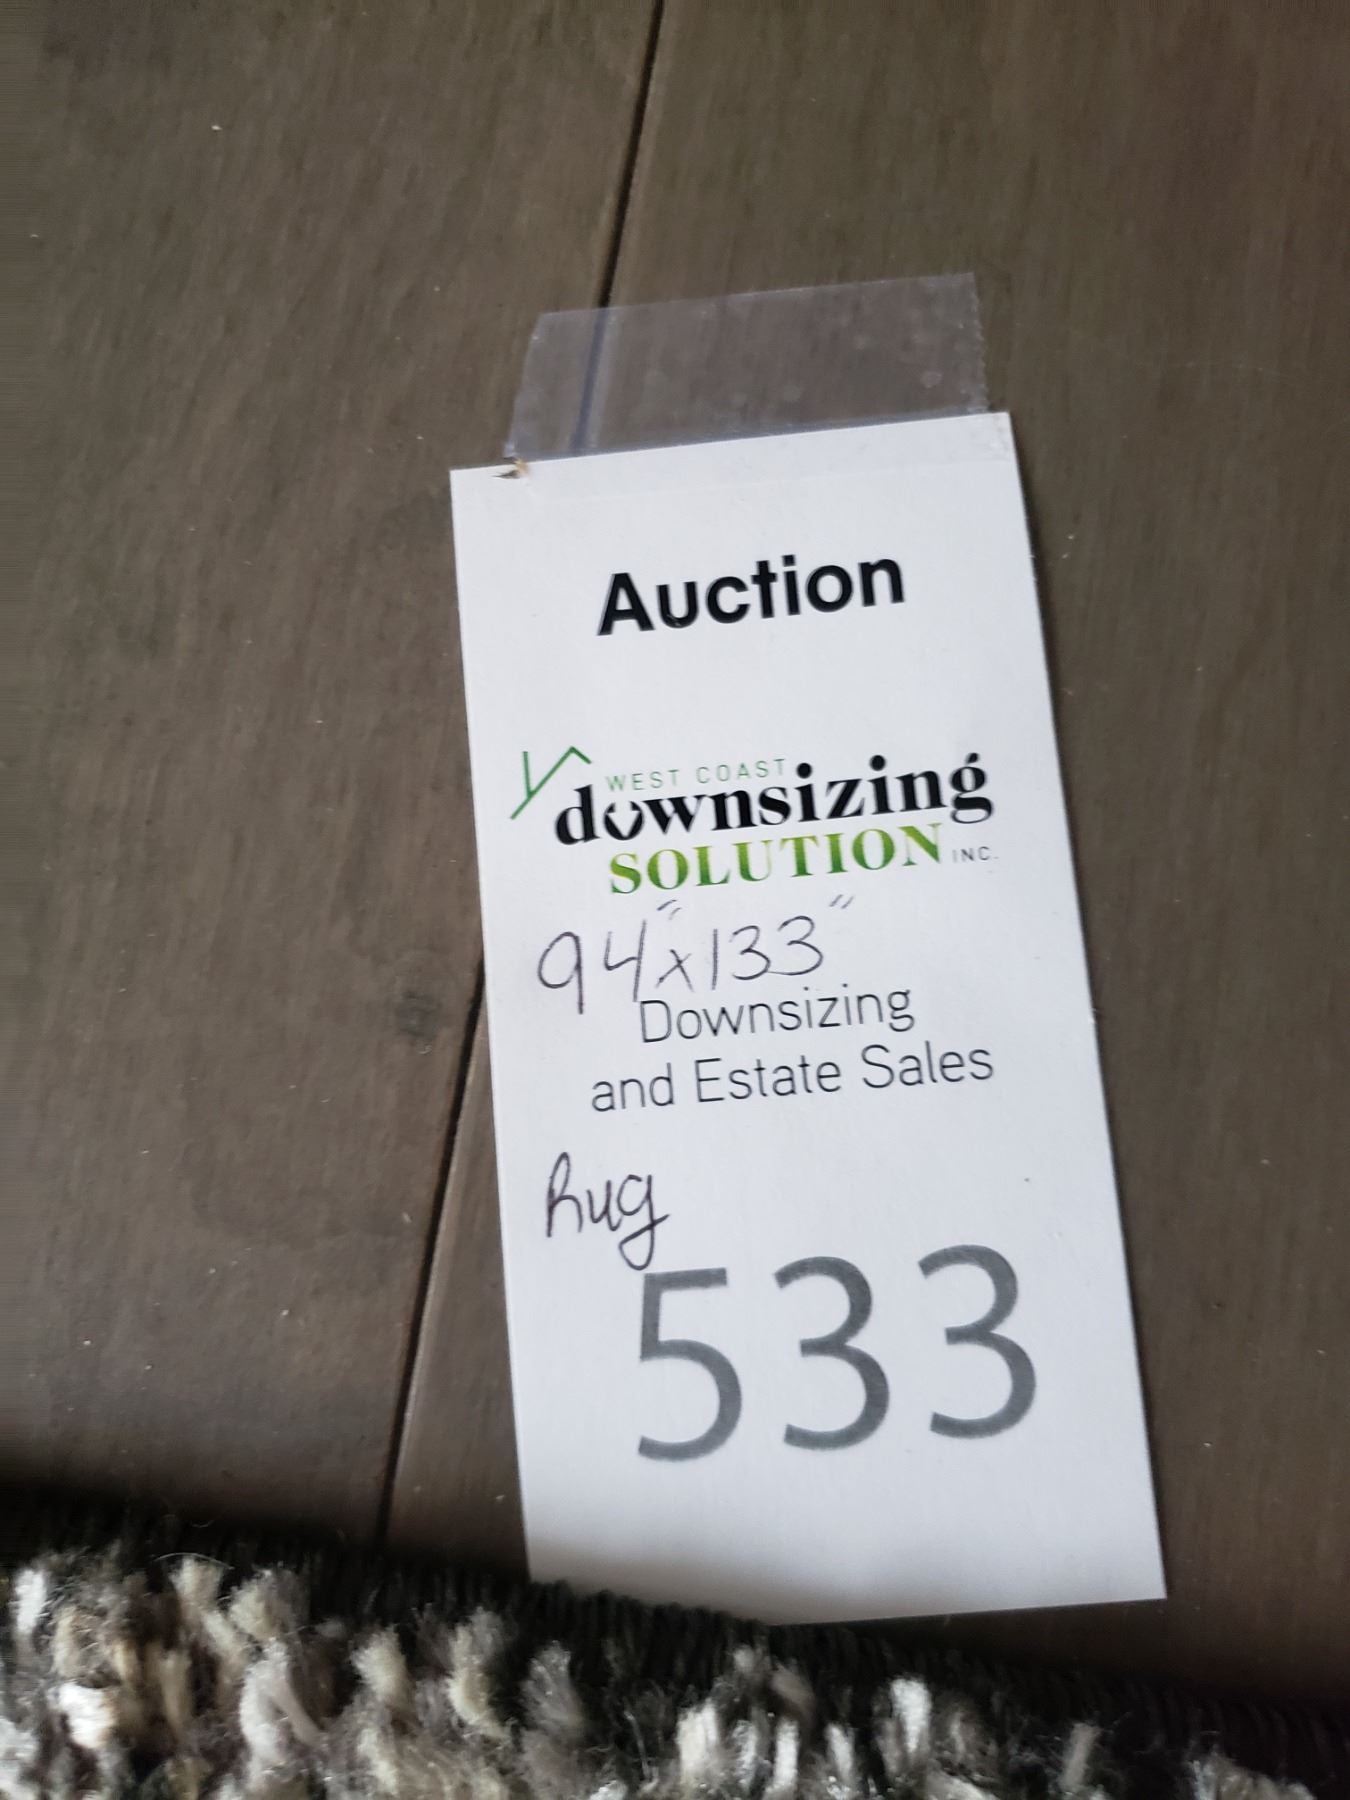 Auction
WEST COAST
downsizing
SOLUTION INC.
94"x133"
Downsizing
and Estate Sales
Rug
533